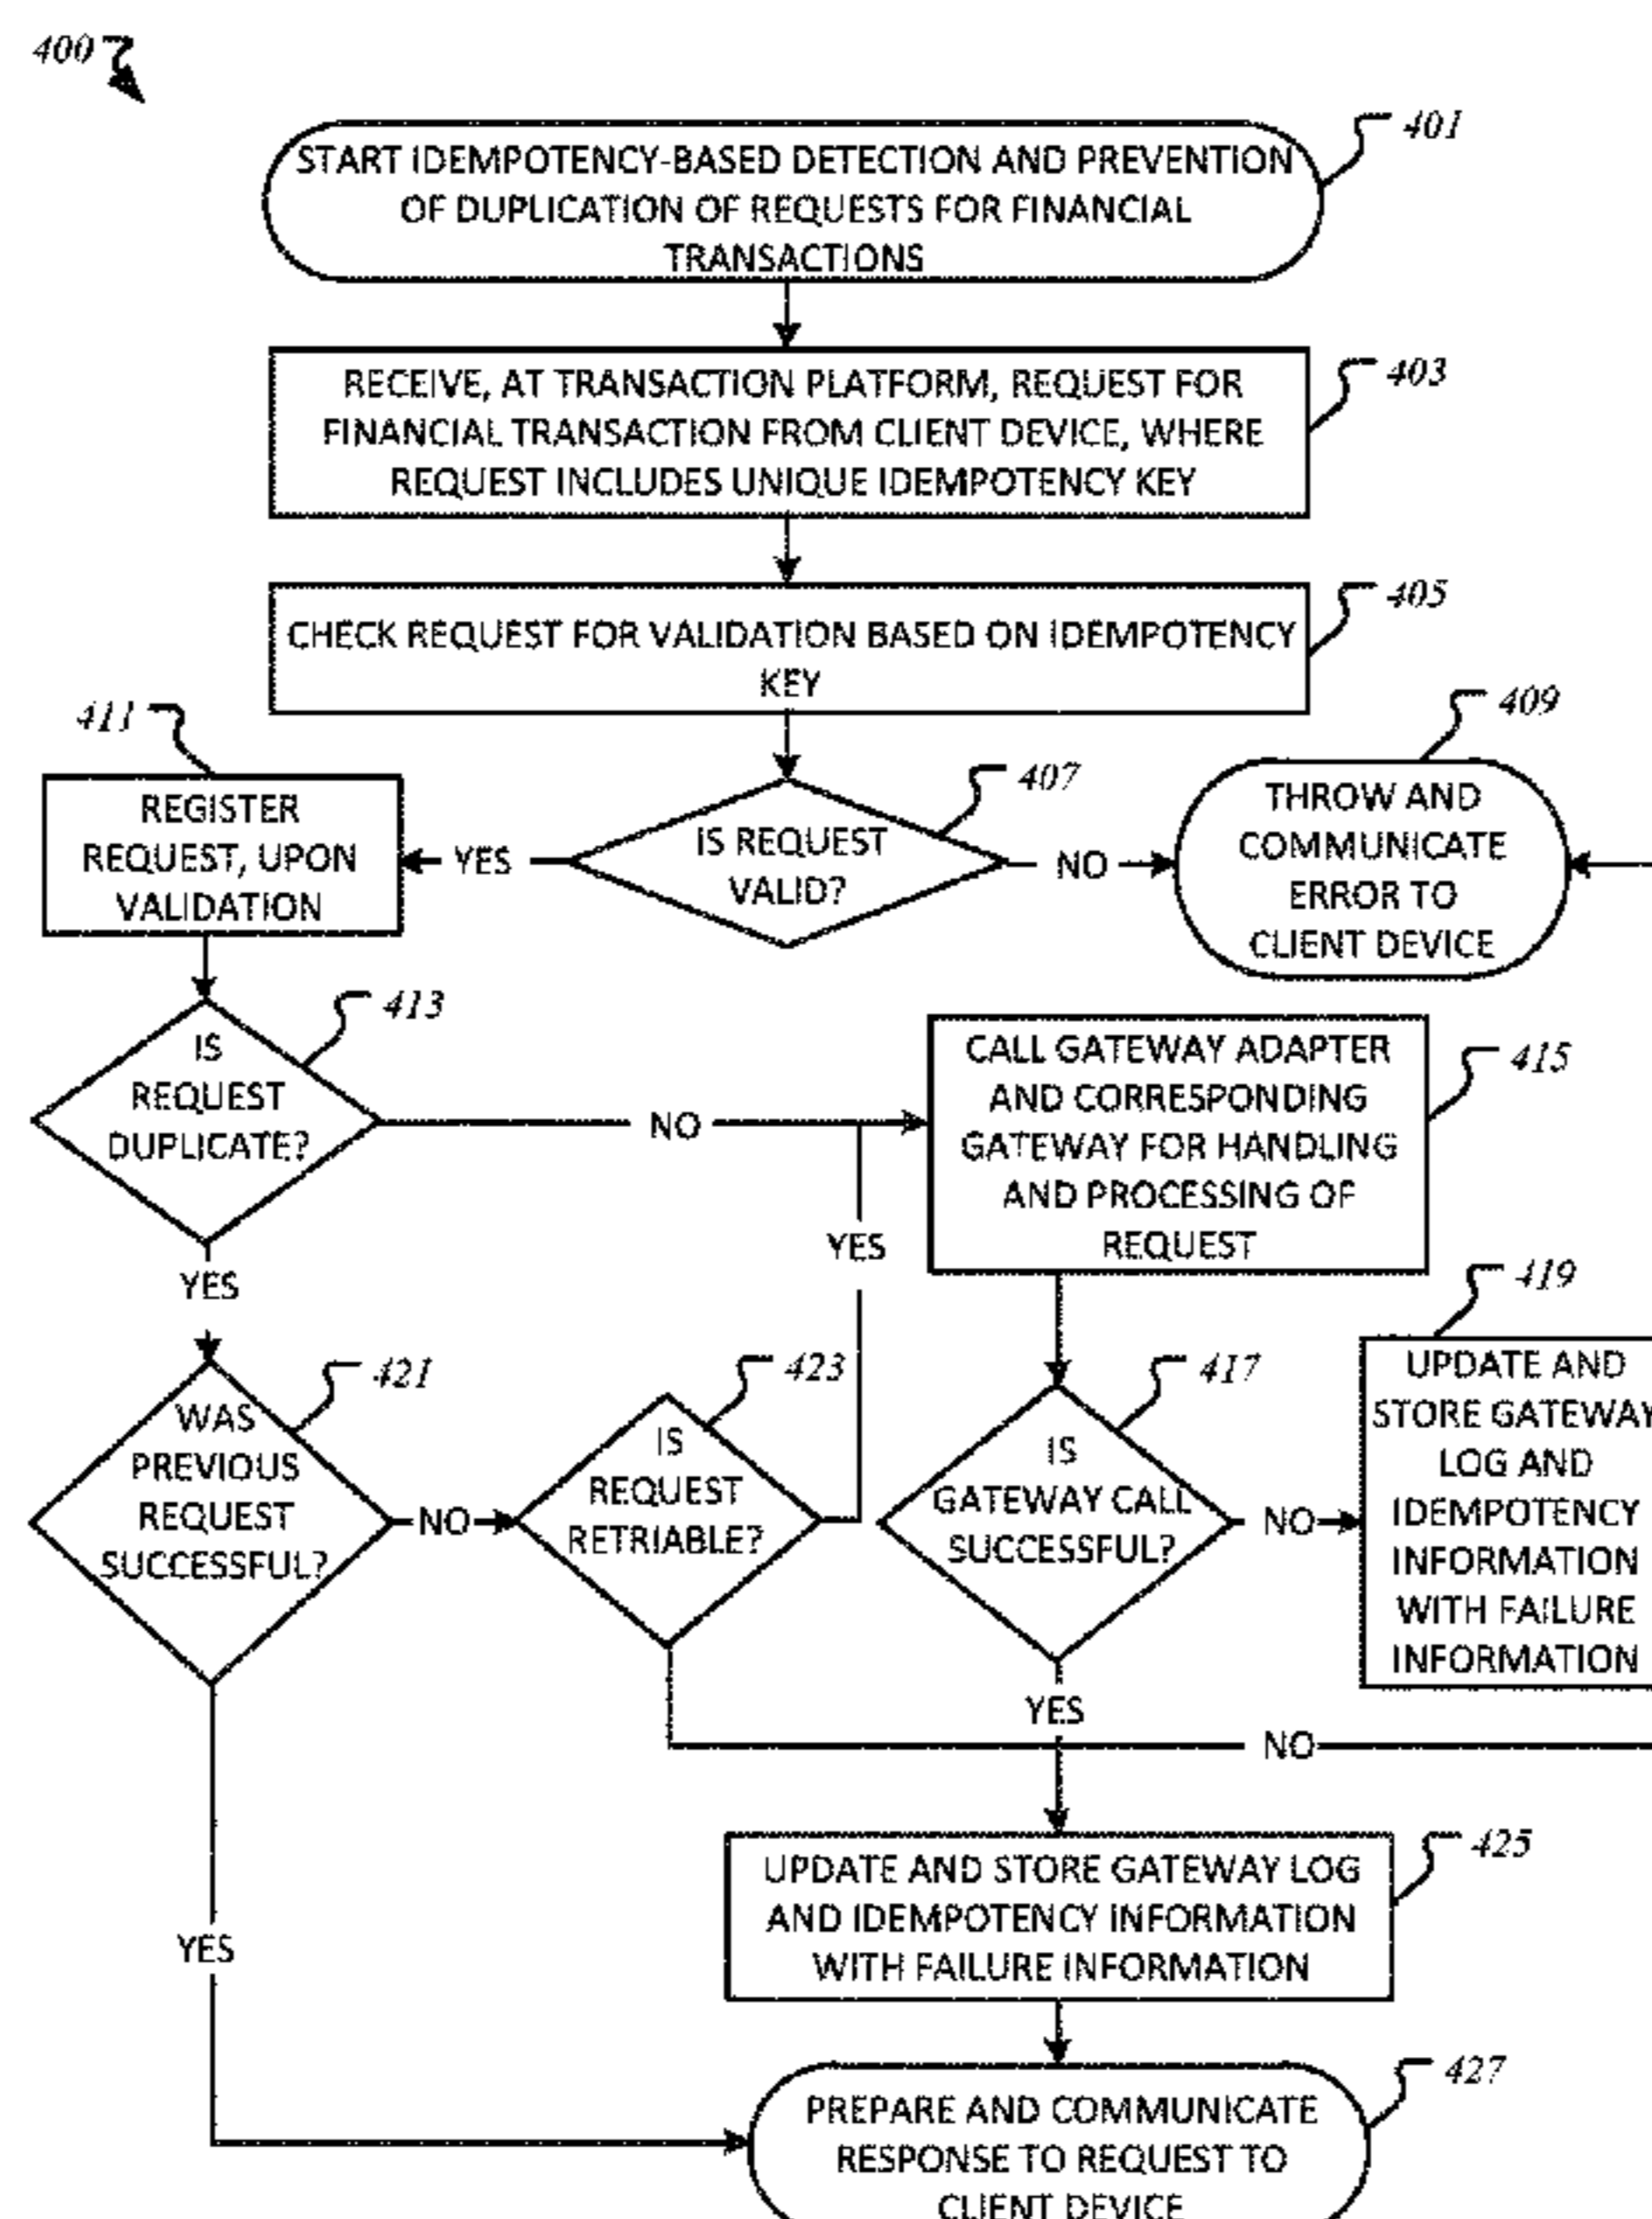 400
401
START IDEMPOTENCY-BASED DETECTION AND PREVENTION
OF DUPLICATION OF REQUESTS FOR FINANCIAL
TRANSACTIONS
403
RECEIVE, AT TRANSACTION PLATFORM, REQUEST FOR
FINANCIAL TRANSACTION FROM CLIENT DEVICE, WHERE
REQUEST INCLUDES UNIQUE IDEMPOTENCY KEY
405
CHECK REQUEST FOR VALIDATION BASED ON IDEMPOTENCY
KEY
411
REGISTER
REQUEST, UPON
VALIDATION
YES
407
IS REQUEST
VALID?
NO
409
THROW AND
COMMUNICATE
ERROR TO
CLIENT DEVICE
413
IS
REQUEST
DUPLICATE?
NO
415
CALL GATEWAY ADAPTER
AND CORRESPONDING
GATEWAY FOR HANDLING
AND PROCESSING OF
REQUEST
YES
YES
421
WAS
PREVIOUS
REQUEST
SUCCESSFUL?
NO
423
IS
REQUEST
RETRIABLE?
417
IS
GATEWAY CALL
SUCCESSFUL?
NO
419
UPDATE AND
STORE GATEWAY
LOG AND
IDEMPOTENCY
INFORMATION
WITH FAILURE
INFORMATION
YES
NO
425
UPDATE AND STORE GATEWAY LOG
AND IDEMPOTENCY INFORMATION
WITH FAILURE INFORMATION
YES
427
PREPARE AND COMMUNICATE
RESPONSE TO REQUEST TO
CLIENT DEVICE